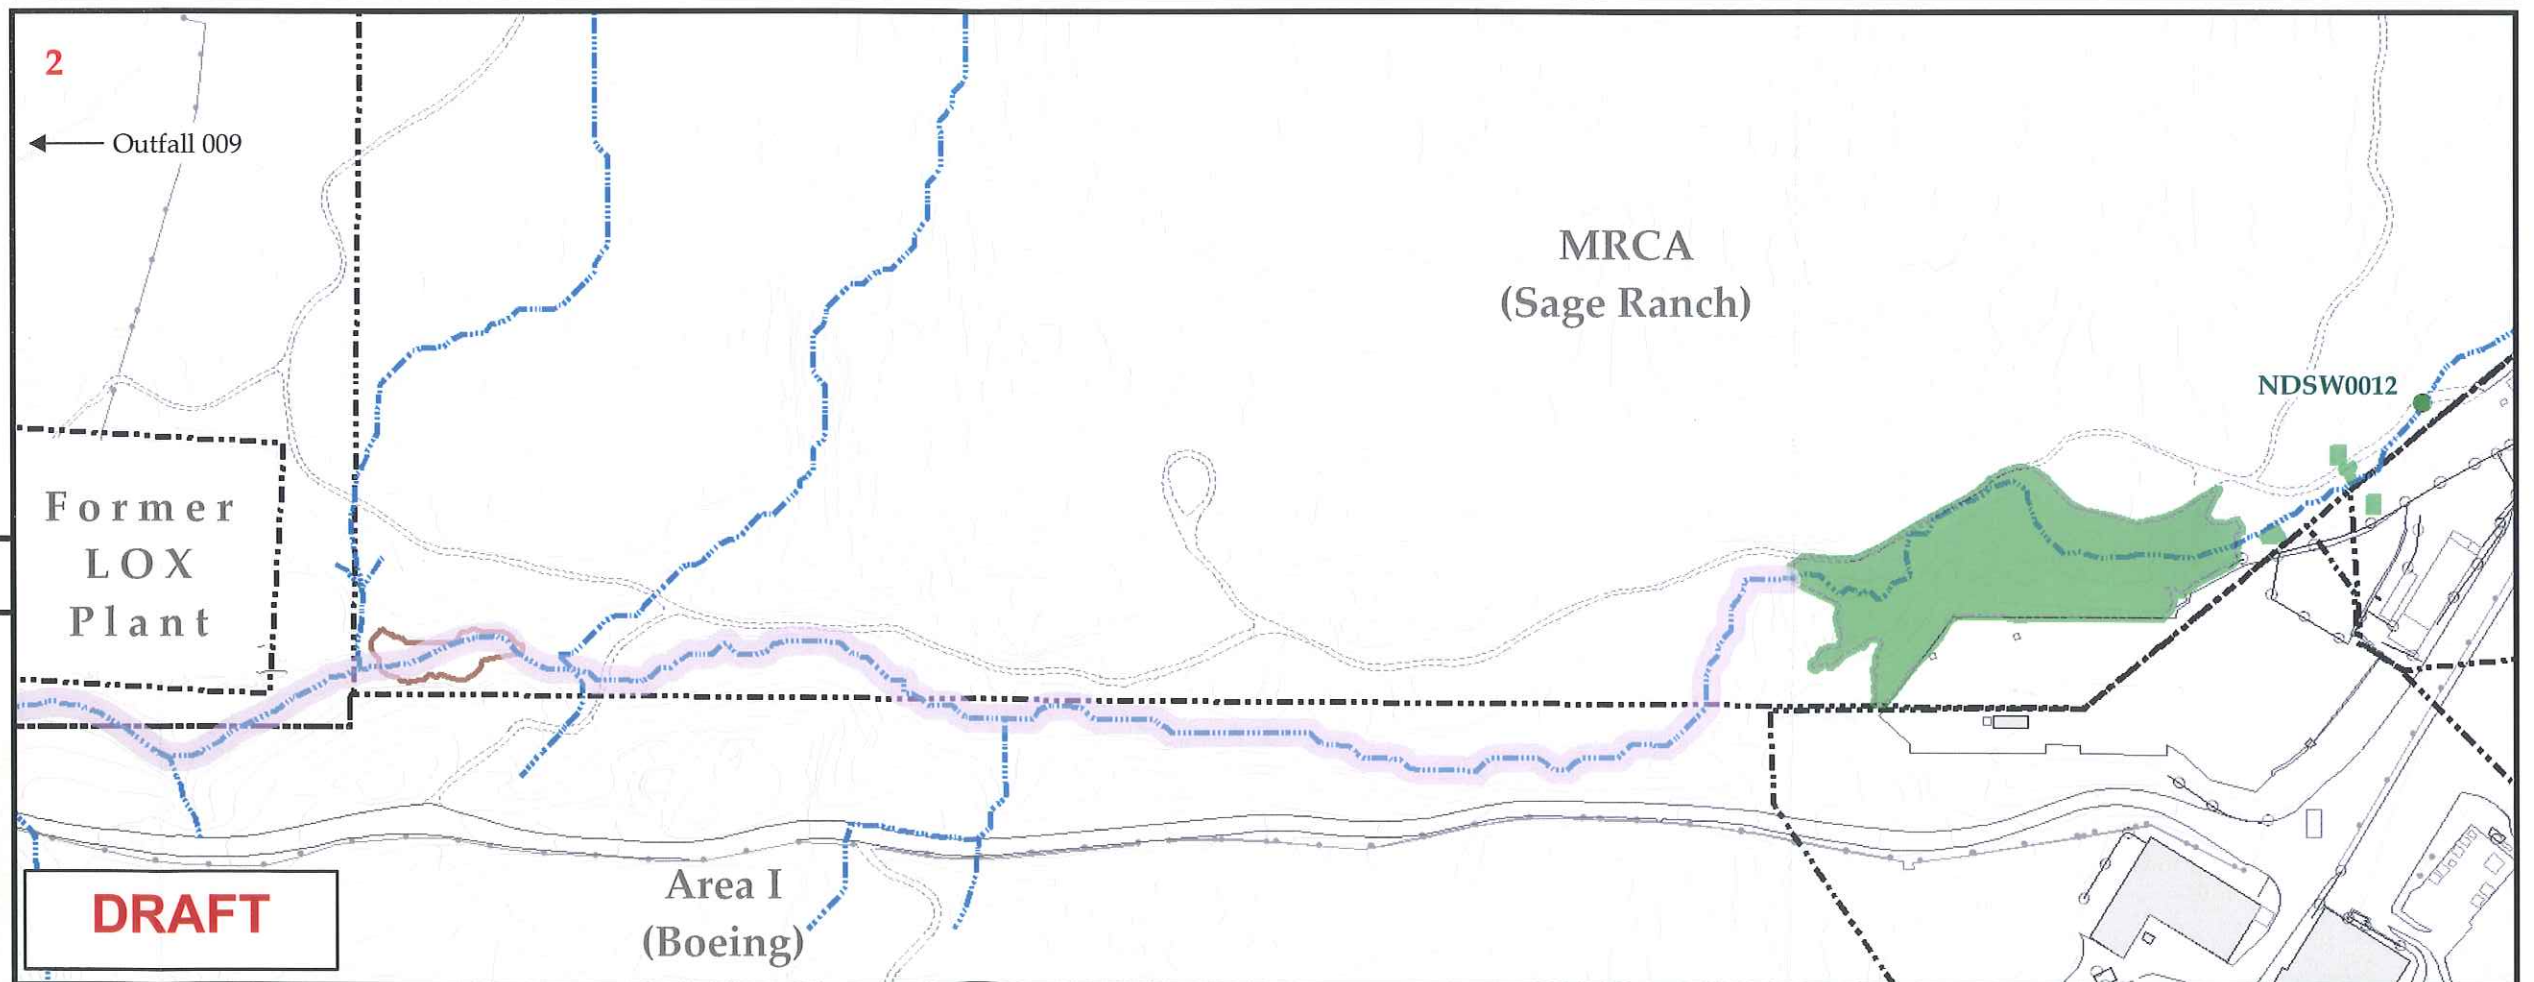 2
Outfall 009
MRCA
(Sage Ranch)
NDSW0012
Former
LOX
Plant
Area I
(Boeing)
DRAFT